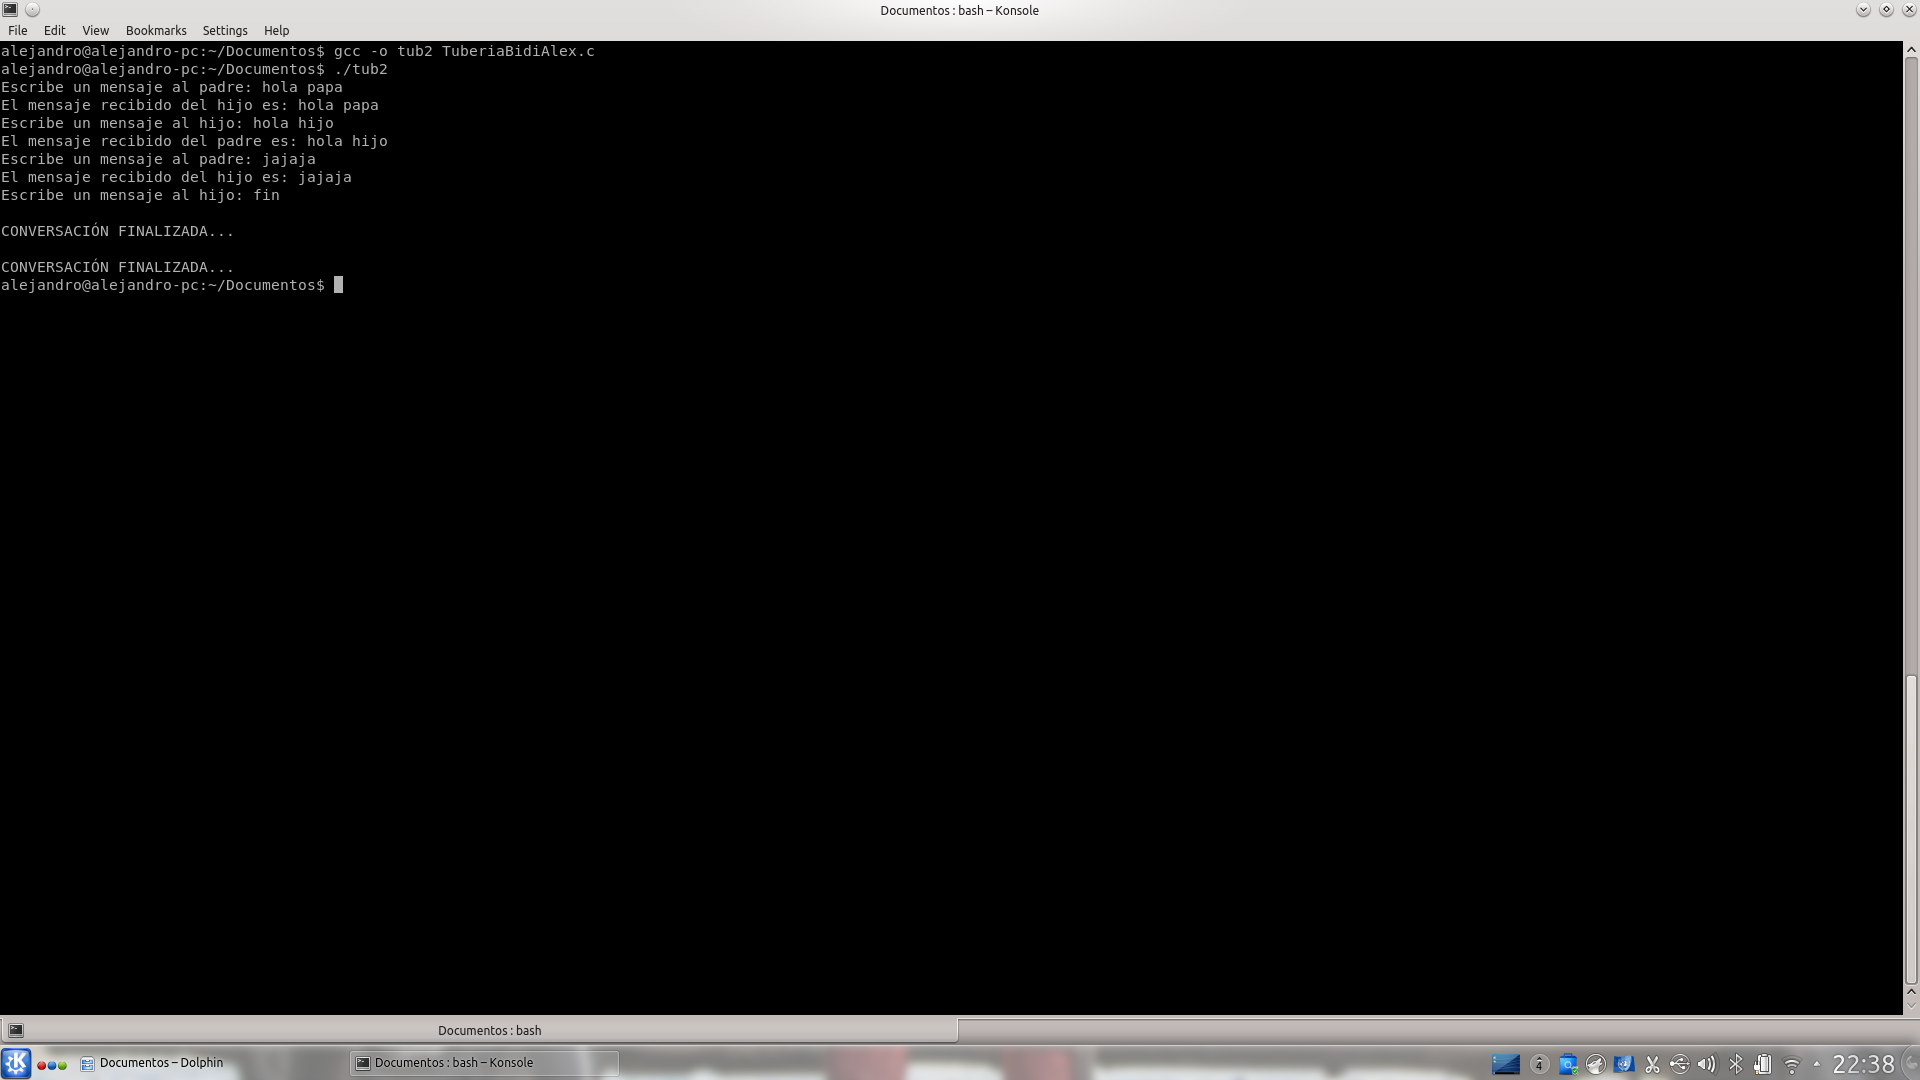 Documentos : bash – Konsole
File Edit View Bookmarks Settings Help
alejandro@alejandro-pc:~/Documentos$ gcc -o tub2 TuberiaBidiAlex.c
alejandro@alejandro-pc:~/Documentos$ ./tub2
Escribe un mensaje al padre: hola papa
El mensaje recibido del hijo es: hola papa
Escribe un mensaje al hijo: hola hijo
El mensaje recibido del padre es: hola hijo
Escribe un mensaje al padre: jajaja
El mensaje recibido del hijo es: jajaja
Escribe un mensaje al hijo: fin
CONVERSACIÓN FINALIZADA...
CONVERSACIÓN FINALIZADA...
alejandro@alejandro-pc:~/Documentos$
Documentos : bash
Documentos – Dolphin
Documentos : bash – Konsole
4
22:38